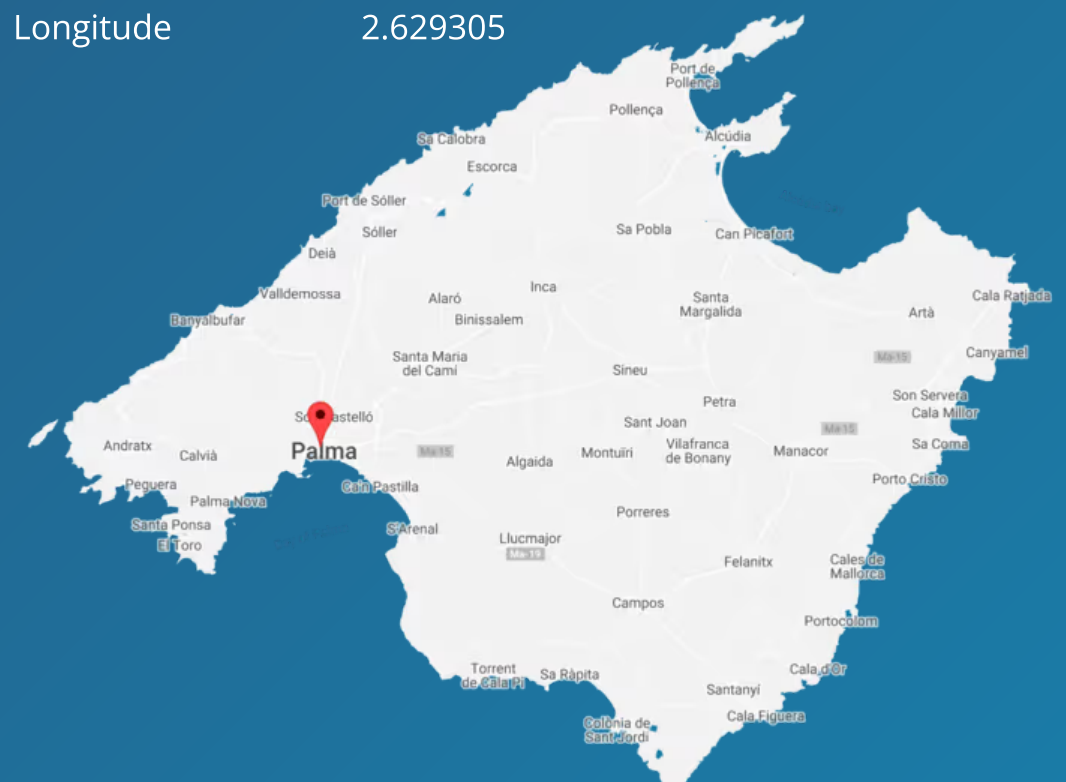 Longitude 2.629305
Port de
Pollença
Pollença
Alcúdia
Sa Calobra
Escorca
Port de Sóller
Sóller
Sa Pobla
Can Picafort
Deià
Valldemossa
Alaró
Inca
Santa
Margalida
Cala Ratjada
Artà
Banyalbufar
Binissalem
Santa Maria
del Camí
Sineu
Ma-15
Canyamel
Petra
Son Servera
Cala Millor
Sant Joan
Ma-15
Andratx
Calvià
Palma
Ma-15
Algaida
Montuïri
Vilafranca
de Bonany
Manacor
Sa Coma
Peguera
Palma Nova
Can Pastilla
Porto Cristo
Santa Ponsa
El Toro
S'Arenal
Llucmajor
Ma-19
Porreres
Felanitx
Cales de
Mallorca
Campos
Portocolom
Torrent
de Cala Pi
Sa Ràpita
Cala d'Or
Santanyí
Cala Figuera
Colònia de
Sant Jordi